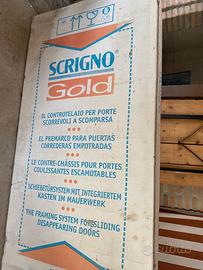 SCRIGNO®
Gold
IL CONTROTELAIO PER PORTE
SCORREVOLI A SCOMPARSA
EL PREMARCO PARA PUERTAS
CORREDERAS EMPOTRADAS
LE CONTRE-CHÂSSIS POUR PORTES
COULISSANTES ESCAMOTABLES
SCHIEBETÜRSYSTEM MIT INTEGRIERTEM
KASTEN IM MAUERWERK
THE FRAMING SYSTEM FOR SLIDING
DISAPPEARING DOORS
subito